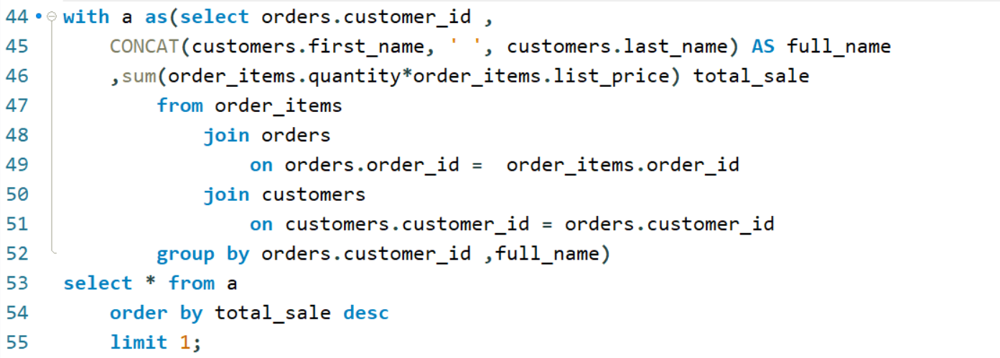 44 with a as(select orders.customer_id ,
45 CONCAT(customers.first_name, ' ', customers.last_name) AS full_name
46 ,sum(order_items.quantity*order_items.list_price) total_sale
47 from order_items
48 join orders
49 on orders.order_id =  order_items.order_id
50 join customers
51 on customers.customer_id = orders.customer_id
52 group by orders.customer_id ,full_name)
53 select * from a
54 order by total_sale desc
55 limit 1;